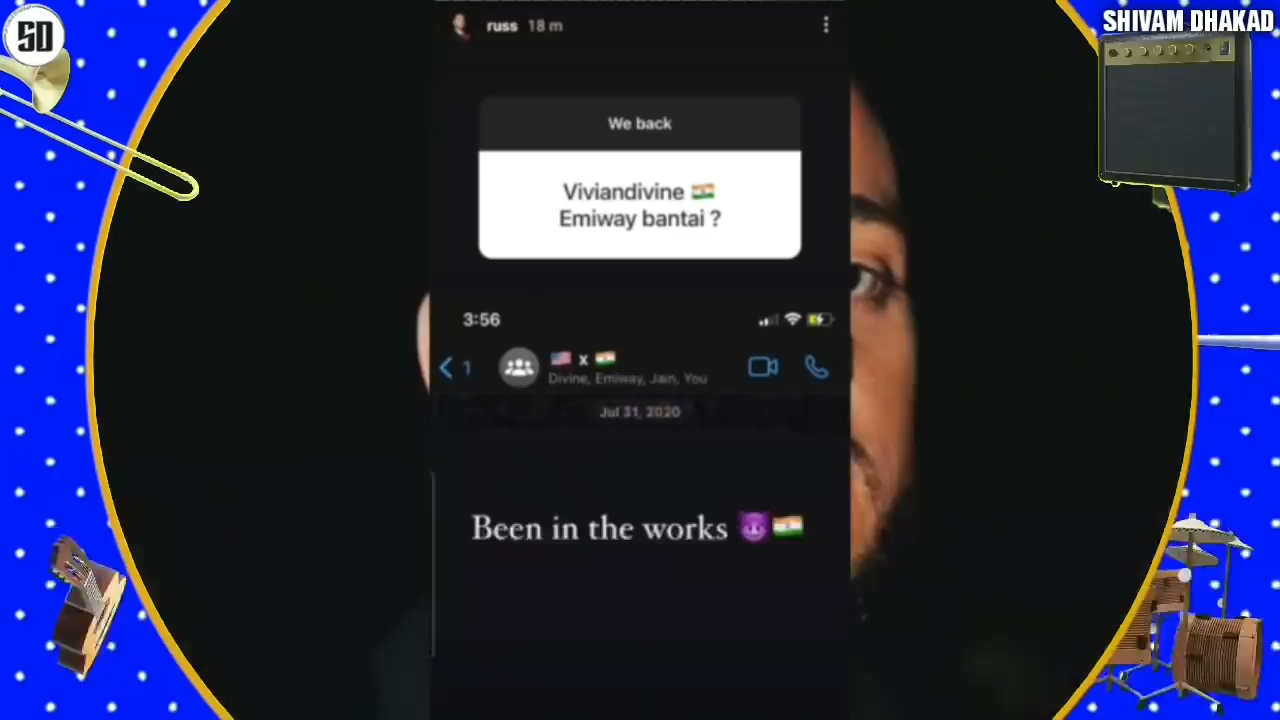 SD
SHIVAM DHAKAD
russ 18 m
We back
Viviandivine 🇮🇳
Emiway bantai ?
3:56
1
🇺🇸 x 🇮🇳
Divine, Emiway, Jain, You
Jul 31, 2020
Been in the works 😈🇮🇳